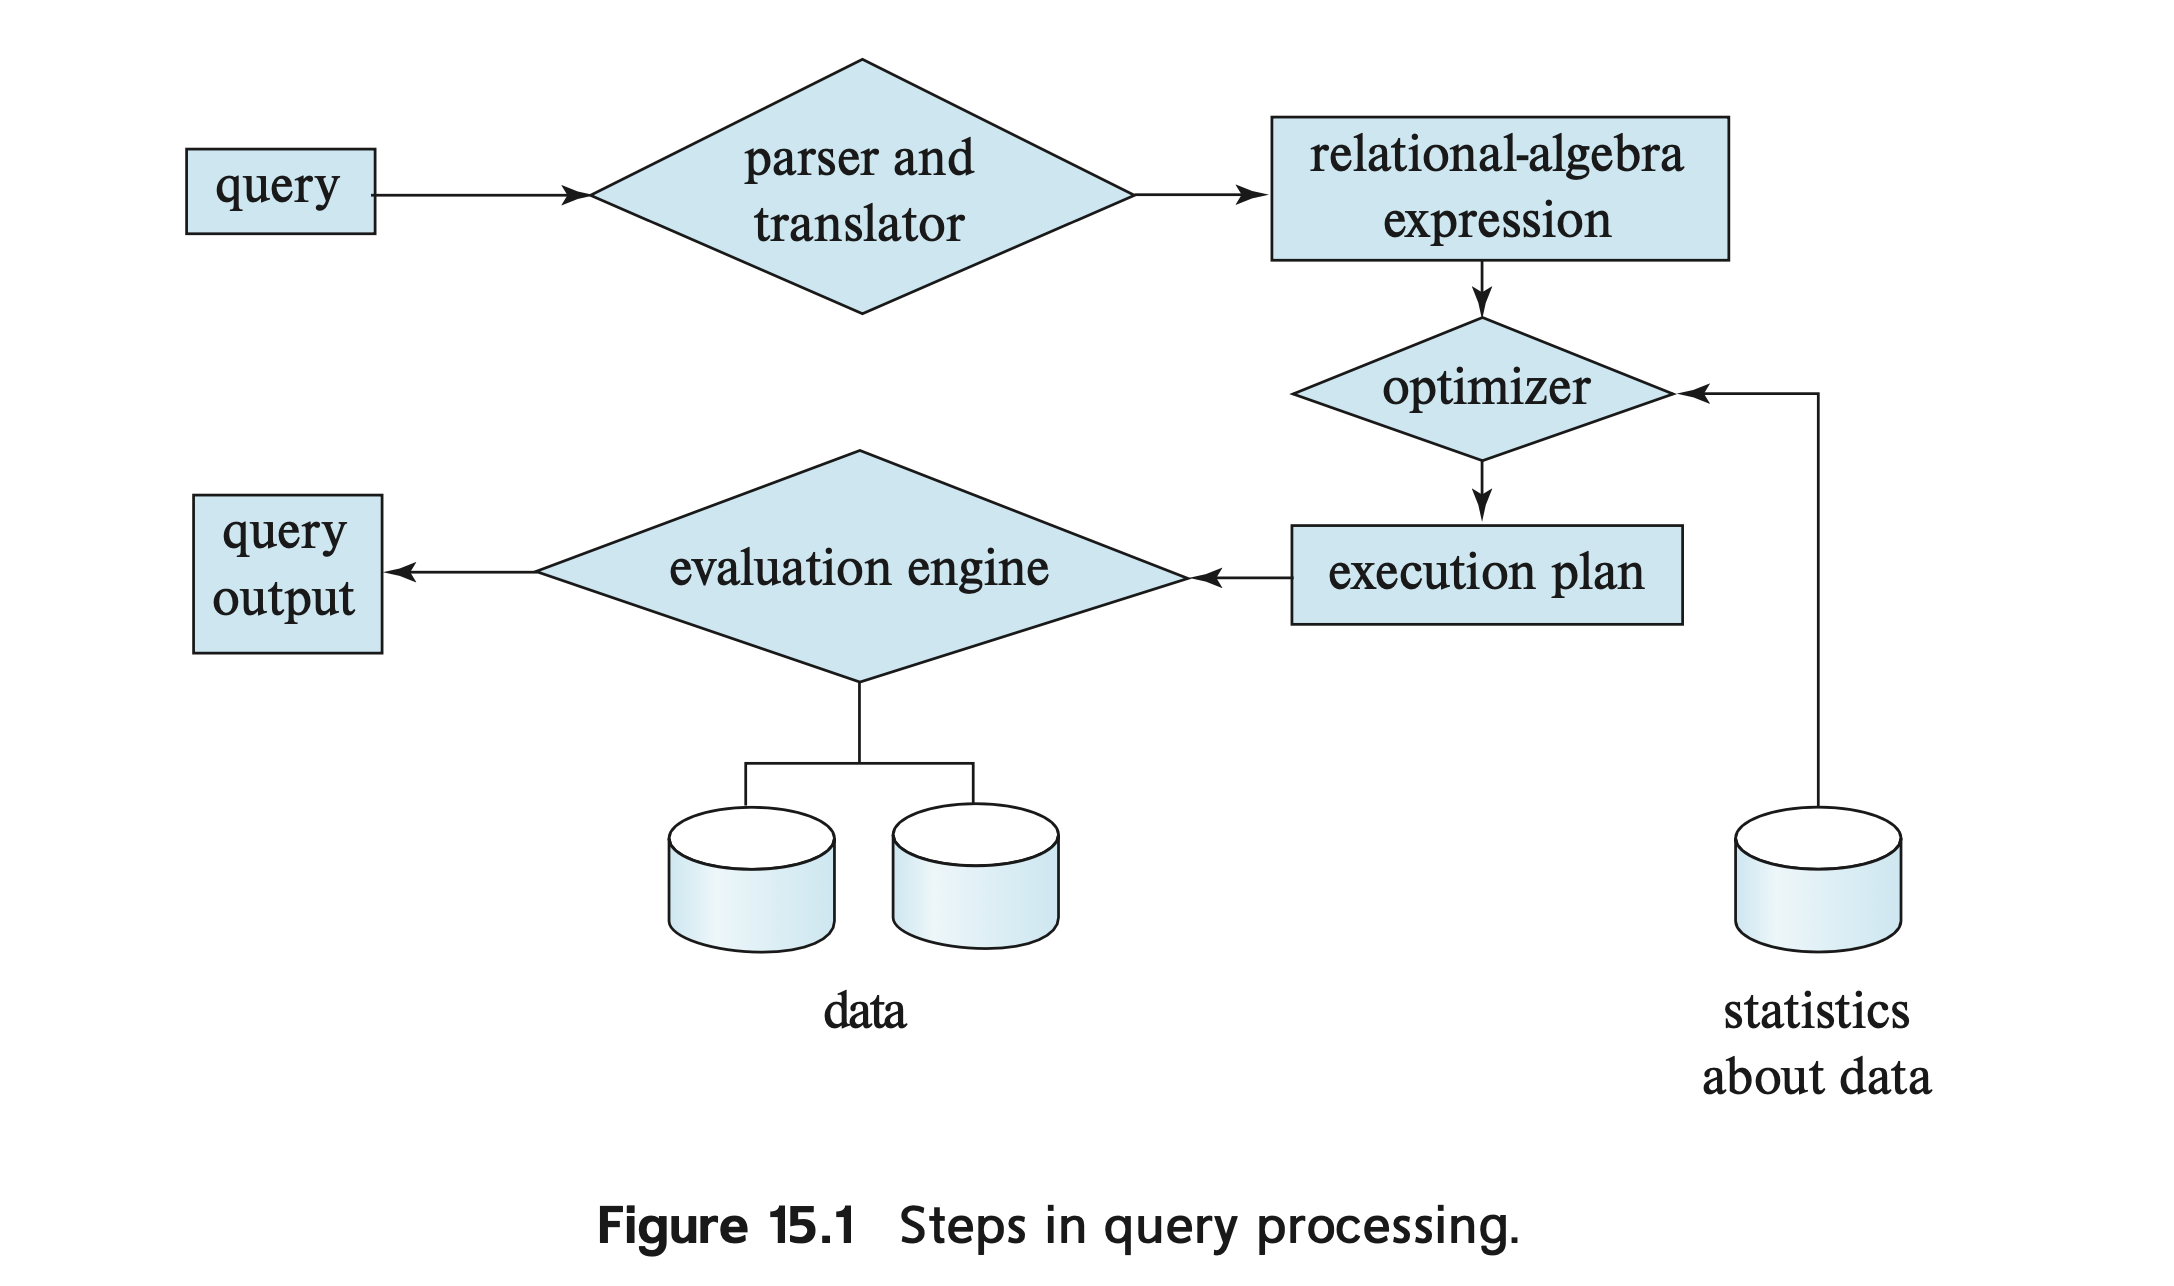 query
parser and
translator
relational-algebra
expression
optimizer
query
output
evaluation engine
execution plan
data
statistics
about data
Figure 15.1 Steps in query processing.